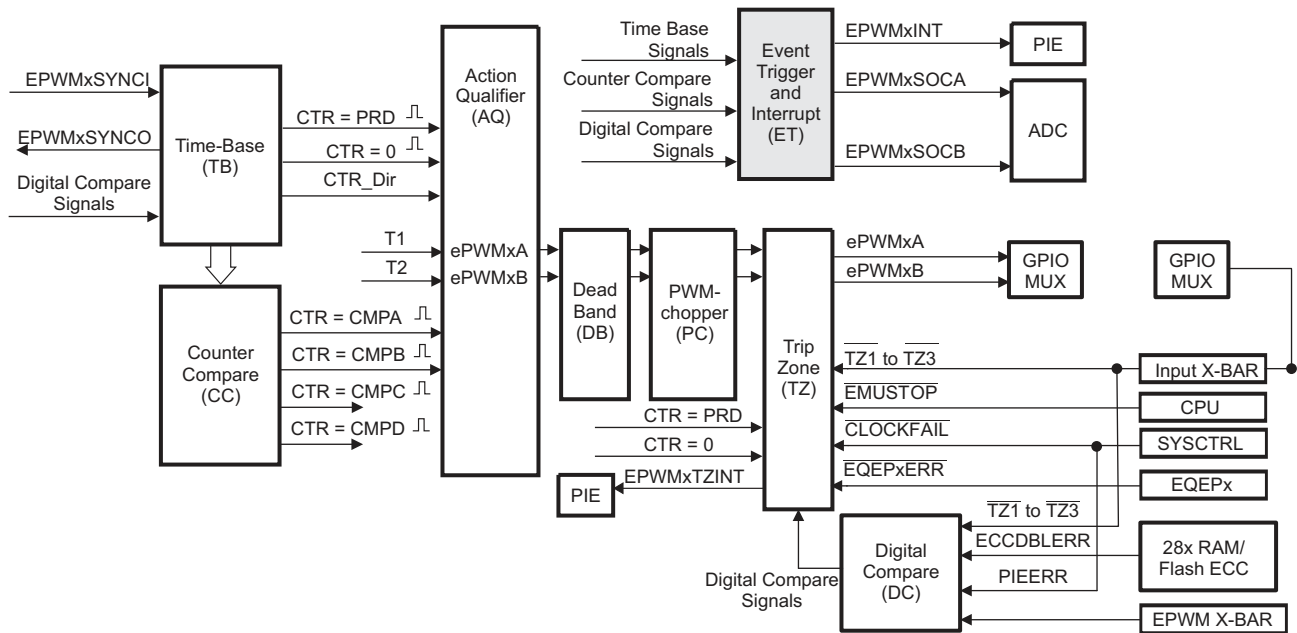 EPWMxSYNCI
EPWMxSYNCO
Digital Compare
Signals
Time-Base
(TB)
CTR = PRD
CTR = 0
CTR_Dir
T1
T2
Action
Qualifier
(AQ)
ePWMxA
ePWMxB
Counter
Compare
(CC)
CTR = CMPA
CTR = CMPB
CTR = CMPC
CTR = CMPD
Time Base
Signals
Counter Compare
Signals
Digital Compare
Signals
Event
Trigger
and
Interrupt
(ET)
EPWMxINT
EPWMxSOCA
EPWMxSOCB
PIE
ADC
Dead
Band
(DB)
PWM-
chopper
(PC)
Trip
Zone
(TZ)
ePWMxA
ePWMxB
GPIO
MUX
GPIO
MUX
TZ1 to TZ3
EMUSTOP
CLOCKFAIL
EQEPxERR
Input X-BAR
CPU
SYSCTRL
EQEPx
CTR = PRD
CTR = 0
EPWMxTZINT
PIE
TZ1 to TZ3
ECCDBLERR
PIEERR
Digital
Compare
(DC)
28x RAM/
Flash ECC
EPWM X-BAR
Digital Compare
Signals